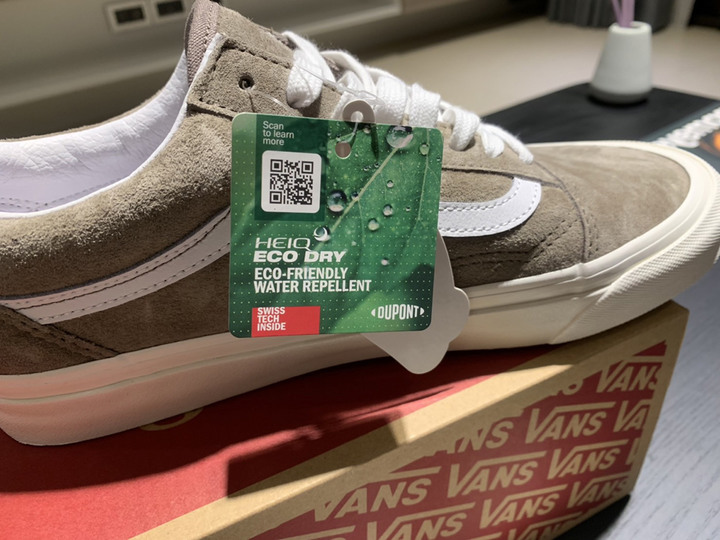 Scan
to learn
more
HEIQ
ECO DRY
ECO-FRIENDLY
WATER REPELLENT
SWISS
TECH
INSIDE
DUPONT
VANS
VANS VANS
VANS VANS VANS
VANS VANS VANS